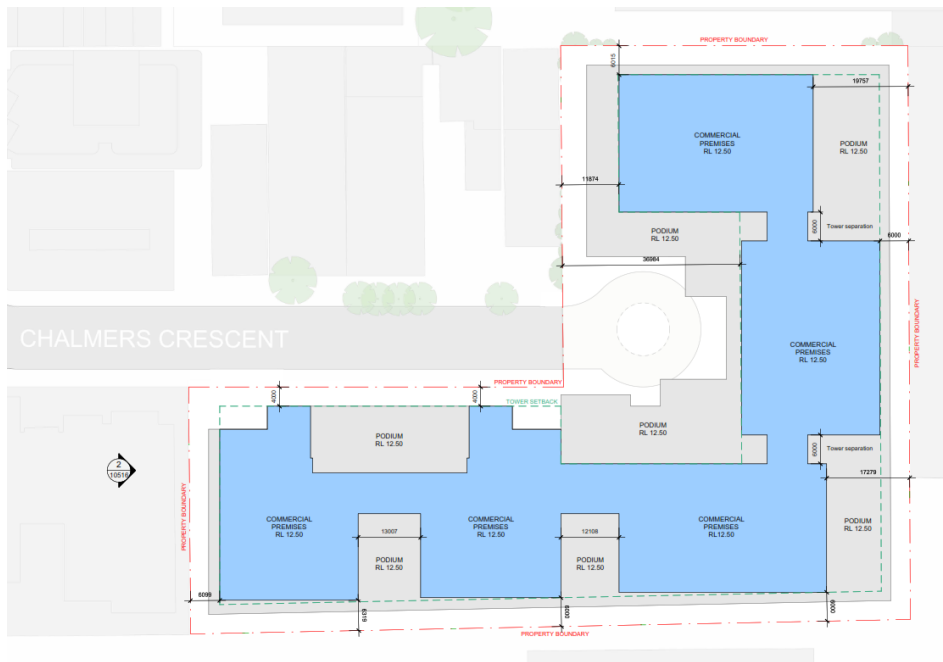 PROPERTY BOUNDARY
6015
19757
COMMERCIAL
PREMISES
RL 12.50
PODIUM
RL 12.50
11874
6000
Tower separation
PODIUM
RL 12.50
6000
36984
CHALMERS CRESCENT
COMMERCIAL
PREMISES
RL 12.50
PROPERTY BOUNDARY
PROPERTY BOUNDARY
4000
4000
TOWER SETBACK
PODIUM
RL 12.50
PODIUM
RL 12.50
6000
Tower separation
2
10516
17279
PROPERTY BOUNDARY
COMMERCIAL
PREMISES
RL 12.50
COMMERCIAL
PREMISES
RL 12.50
COMMERCIAL
PREMISES
RL12.50
PODIUM
RL 12.50
13007
12108
PODIUM
RL 12.50
PODIUM
RL 12.50
6099
6319
6000
6000
PROPERTY BOUNDARY